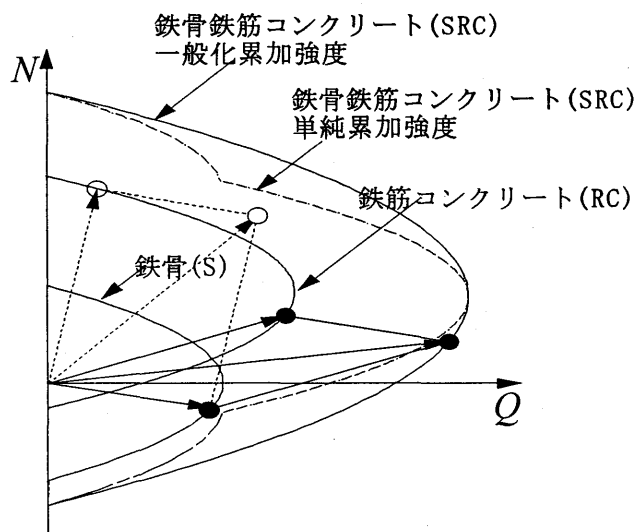 鉄骨鉄筋コンクリート(SRC)
一般化累加強度
N
鉄骨鉄筋コンクリート(SRC)
単純累加強度
鉄筋コンクリート(RC)
鉄骨(S)
Q